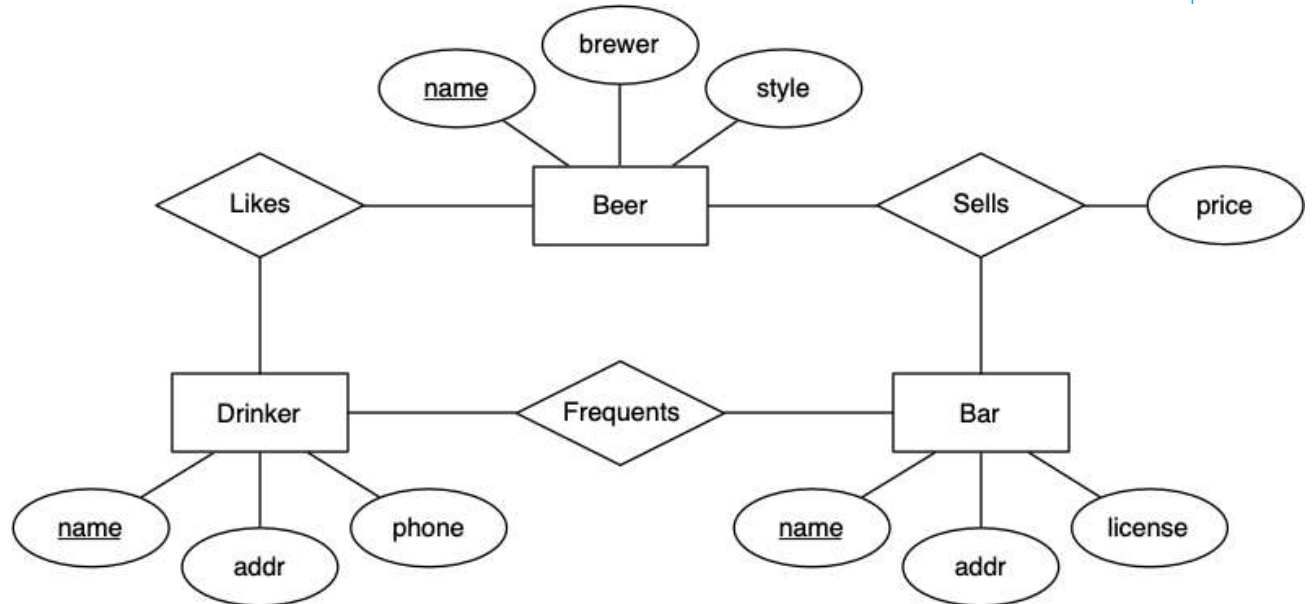 brewer
name
style
Likes
Beer
Sells
price
Drinker
Frequents
Bar
name
phone
addr
name
license
addr